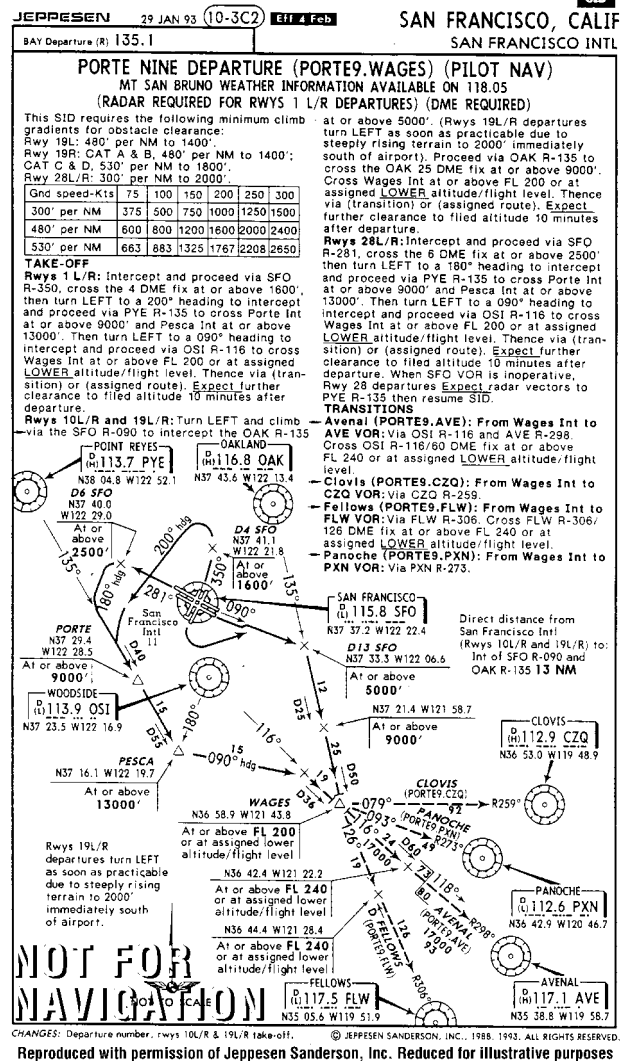 JEPPESEN 29 JAN 93 (10-3C2) Eff 4 Feb SAN FRANCISCO, CALIF
SAN FRANCISCO INTL
BAY Departure (R) 135.1
PORTE NINE DEPARTURE (PORTE9.WAGES) (PILOT NAV)
MT SAN BRUNO WEATHER INFORMATION AVAILABLE ON 118.05
(RADAR REQUIRED FOR RWYS 1 L/R DEPARTURES) (DME REQUIRED)
This SID requires the following minimum climb
gradients for obstacle clearance:
Rwy 19L: 480' per NM to 1400'.
Rwy 19R: CAT A & B, 480' per NM to 1400';
CAT C & D, 530' per NM to 1800'.
Rwy 28L/R: 300' per NM to 2000'.
Gnd speed-Kts 75 100 150 200 250 300
300' per NM 375 500 750 1000 1250 1500
480' per NM 600 800 1200 1600 2000 2400
530' per NM 663 883 1325 1767 2208 2650
TAKE-OFF
Rwys 1 L/R: Intercept and proceed via SFO
R-350, cross the 4 DME fix at or above 1600',
then turn LEFT to a 200° heading to intercept
and proceed via PYE R-135 to cross Porte Int
at or above 9000' and Pesca Int at or above
13000'. Then turn LEFT to a 090° heading to
intercept and proceed via OSI R-116 to cross
Wages Int at or above FL 200 or at assigned
LOWER altitude/flight level. Thence via (tran-
sition) or (assigned route). Expect further
clearance to filed altitude 10 minutes after
departure.
Rwys 10L/R and 19L/R: Turn LEFT and climb
via the SFO R-090 to intercept the OAK R-135
at or above 5000'. (Rwys 19L/R departures
turn LEFT as soon as practicable due to
steeply rising terrain to 2000' immediately
south of airport). Proceed via OAK R-135 to
cross the OAK 25 DME fix at or above 9000'.
Cross Wages Int at or above FL 200 or at
assigned LOWER altitude/flight level. Thence
via (transition) or (assigned route). Expect
further clearance to filed altitude 10 minutes
after departure.
Rwys 28L/R: Intercept and proceed via SFO
R-281, cross the 6 DME fix at or above 2500'
then turn LEFT to a 180° heading to intercept
and proceed via PYE R-135 to cross Porte Int
at or above 9000' and Pesca Int at or above
13000'. Then turn LEFT to a 090° heading to
intercept and proceed via OSI R-116 to cross
Wages Int at or above FL 200 or at assigned
LOWER altitude/flight level. Thence via (tran-
sition) or (assigned route). Expect further
clearance to filed altitude 10 minutes after
departure. When SFO VOR is inoperative,
Rwy 28 departures Expect radar vectors to
PYE R-135 then resume SID.
TRANSITIONS
Avenal (PORTE9.AVE): From Wages Int to
AVE VOR: Via OSI R-116 and AVE R-298.
Cross OSI R-116/60 DME fix at or above
FL 240 or at assigned LOWER altitude/flight
level.
Clovis (PORTE9.CZQ): From Wages Int to
CZQ VOR: Via CZQ R-259.
Fellows (PORTE9.FLW): From Wages Int to
FLW VOR: Via FLW R-306. Cross FLW R-306/
126 DME fix at or above FL 240 or at
assigned LOWER altitude/flight level.
Panoche (PORTE9.PXN): From Wages Int to
PXN VOR: Via PXN R-273.
POINT REYES
D (H) 113.7 PYE
N38 04.8 W122 52.1
OAKLAND
D (H) 116.8 OAK
N37 43.6 W122 13.4
D6 SFO
N37 40.0
W122 29.0
At or
above
2500'
D4 SFO
N37 41.1
W122 21.8
At or
above
1600'
200° hdg
135°
180° hdg
281°
350°
090°
135°
San
Francisco
Intl
11
SAN FRANCISCO
D (L) 115.8 SFO
N37 37.2 W122 22.4
Direct distance from
San Francisco Intl
(Rwys 10L/R and 19L/R) to:
Int of SFO R-090 and
OAK R-135 13 NM
PORTE
N37 29.4
W122 28.5
At or above
9000'
D40
D13 SFO
N37 33.3 W122 06.6
At or above
5000'
12
WOODSIDE
D (L) 113.9 OSI
N37 23.5 W122 16.9
15
D55
180°
D25
N37 21.4 W121 58.7
At or above
9000'
CLOVIS
D (H) 112.9 CZQ
N36 53.0 W119 48.9
PESCA
N37 16.1 W122 19.7
At or above
13000'
15
090° hdg
116°
25
D50
19
D36
WAGES
N36 58.9 W121 43.8
At or above FL 200
or at assigned lower
altitude/flight level
079°
CLOVIS
(PORTE9.CZQ)
92
R259°
093°
PANOCHE
(PORTE9.PXN)
49
R273°
116°
24
17000
D60
126°
19
73
118°
80
AVENAL
(PORTE9.AVE)
17000
93
R298°
N36 42.4 W121 22.2
At or above FL 240
or at assigned lower
altitude/flight level
N36 44.4 W121 28.4
At or above FL 240
or at assigned lower
altitude/flight level
D
126
FELLOWS
(PORTE9.FLW)
R306°
PANOCHE
D (L) 112.6 PXN
N36 42.9 W120 46.7
Rwys 19L/R
departures turn LEFT
as soon as practicable
due to steeply rising
terrain to 2000'
immediately south
of airport.
NOT FOR
NAVIGATION
NOT TO SCALE
FELLOWS
D (L) 117.5 FLW
N35 05.6 W119 51.9
AVENAL
D (H) 117.1 AVE
N35 38.8 W119 58.7
CHANGES: Departure number, rwys 10L/R & 19L/R take-off. © JEPPESEN SANDERSON, INC., 1988, 1993. ALL RIGHTS RESERVED.
Reproduced with permission of Jeppesen Sanderson, Inc. Reduced for illustrative purposes